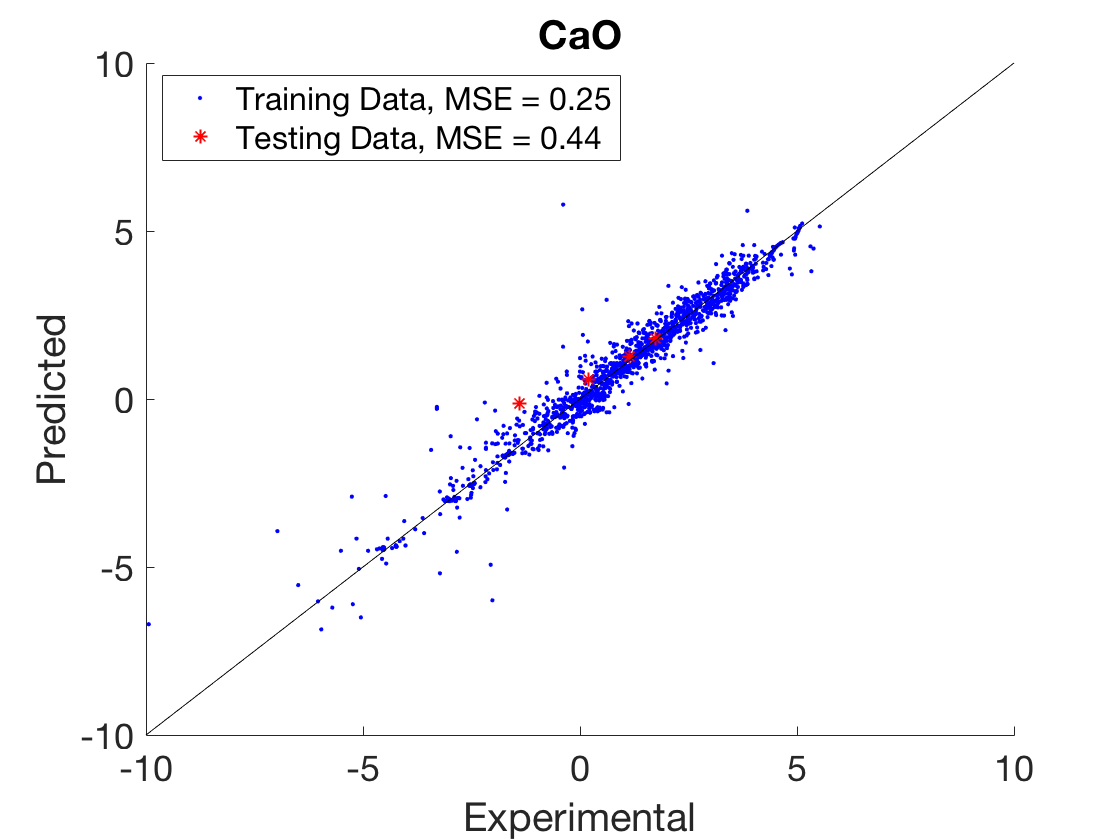 CaO
10
Training Data, MSE = 0.25
Testing Data, MSE = 0.44
5
0
-5
-10
Predicted
-10 -5 0 5 10
Experimental